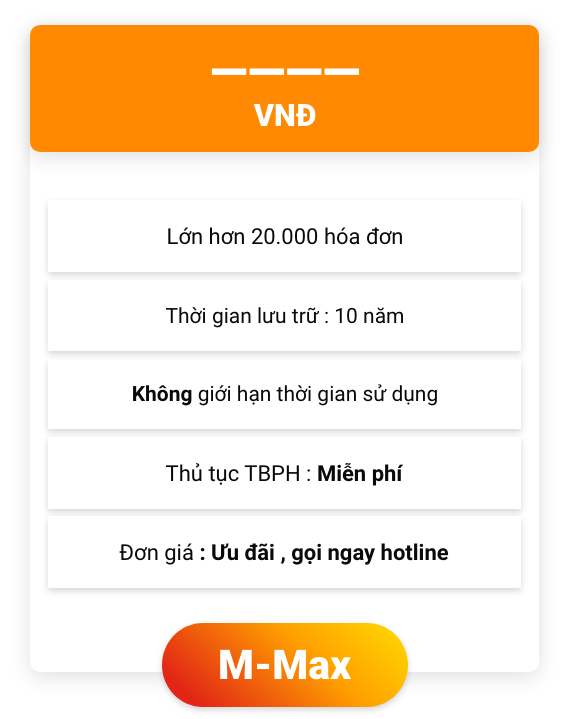 ————
VNĐ
Lớn hơn 20.000 hóa đơn
Thời gian lưu trữ : 10 năm
Không giới hạn thời gian sử dụng
Thủ tục TBPH : Miễn phí
Đơn giá : Ưu đãi , gọi ngay hotline
M-Max